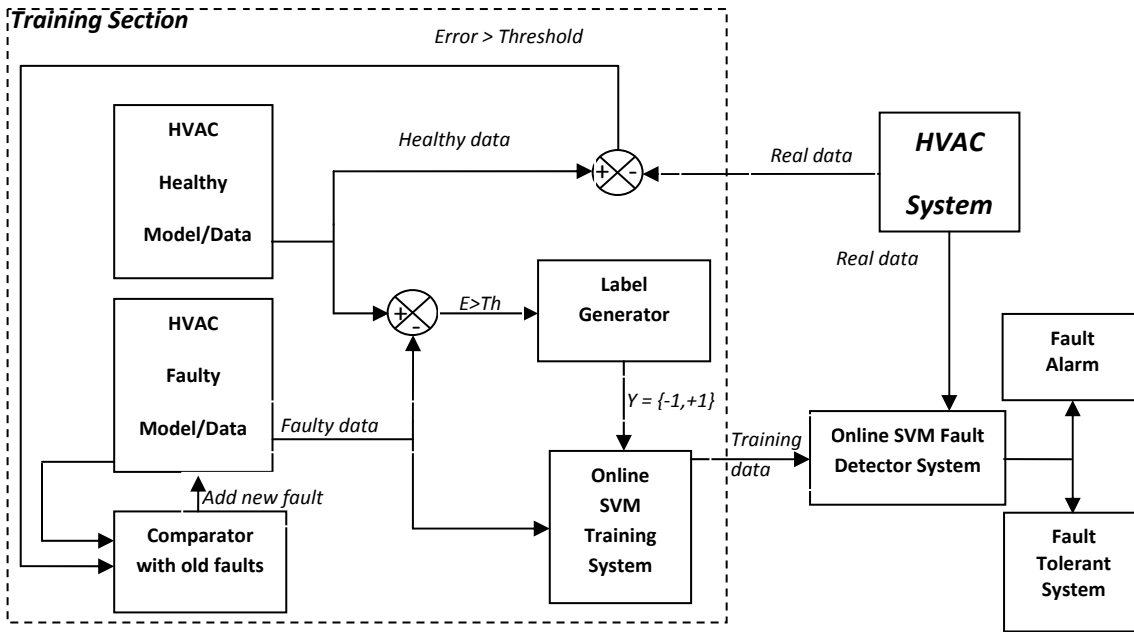 Training Section
Error > Threshold
HVAC
Healthy
Model/Data
Healthy data
+
-
Real data
HVAC
System
Real data
HVAC
Faulty
Model/Data
+
-
E>Th
Label
Generator
Y = {-1,+1}
Faulty data
Add new fault
Comparator
with old faults
Online
SVM
Training
System
Training
data
Online SVM Fault
Detector System
Fault
Alarm
Fault
Tolerant
System